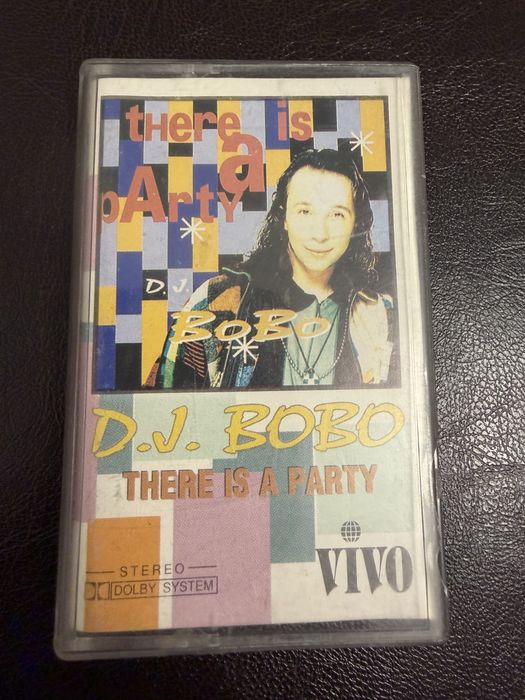 there is
a
pArtY
D.J.
BoBo
D.J. BOBO
THERE IS A PARTY
STEREO
DOLBY SYSTEM
VIVO